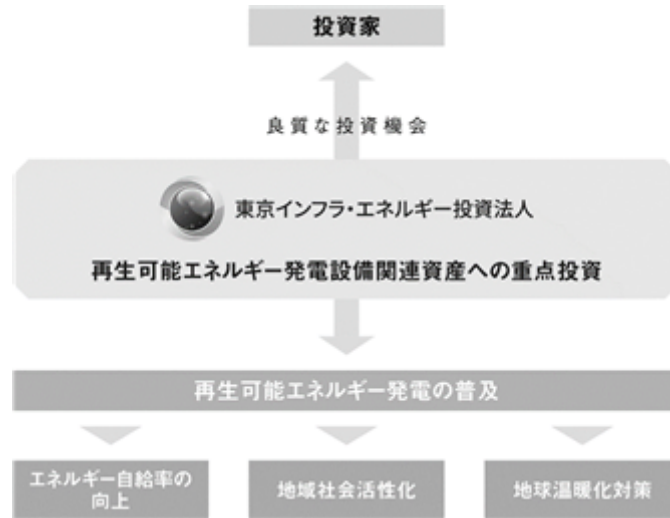 投資家
良質な投資機会
東京インフラ・エネルギー投資法人
再生可能エネルギー発電設備関連資産への重点投資
再生可能エネルギー発電の普及
エネルギー自給率の
向上
地域社会活性化
地球温暖化対策